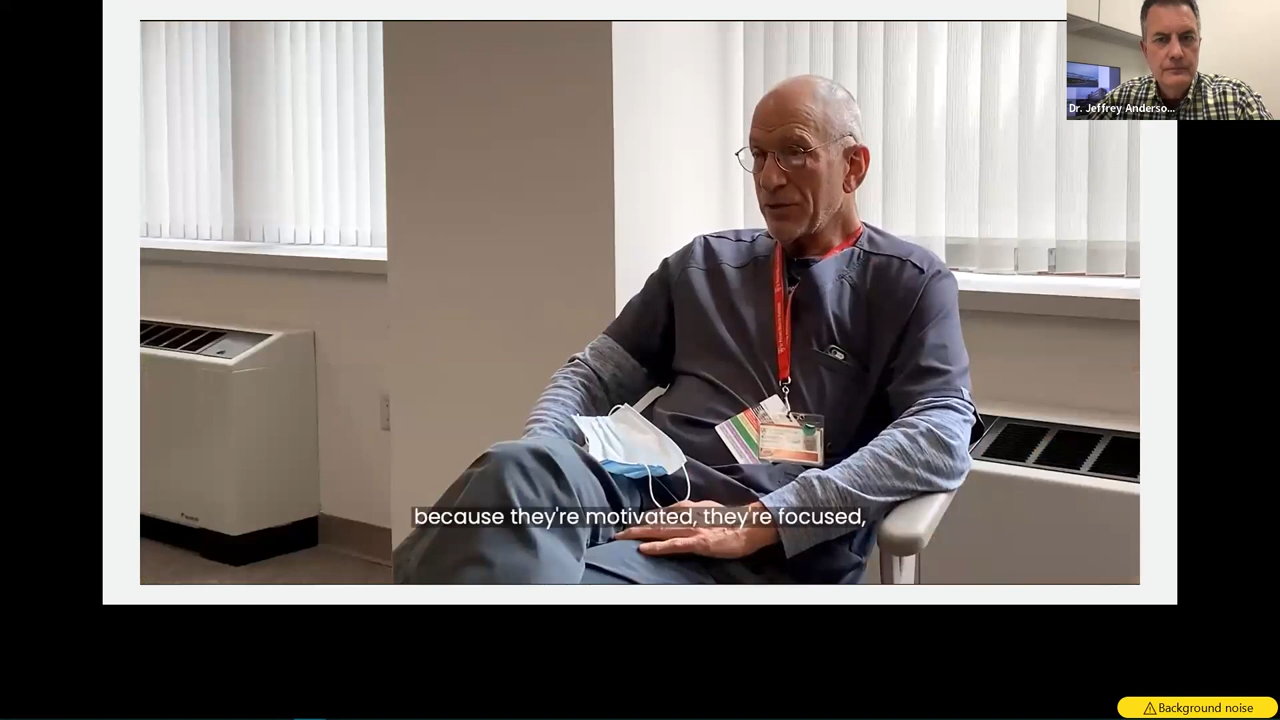 Dr. Jeffrey Anderso...
because they're motivated, they're focused,
Background noise